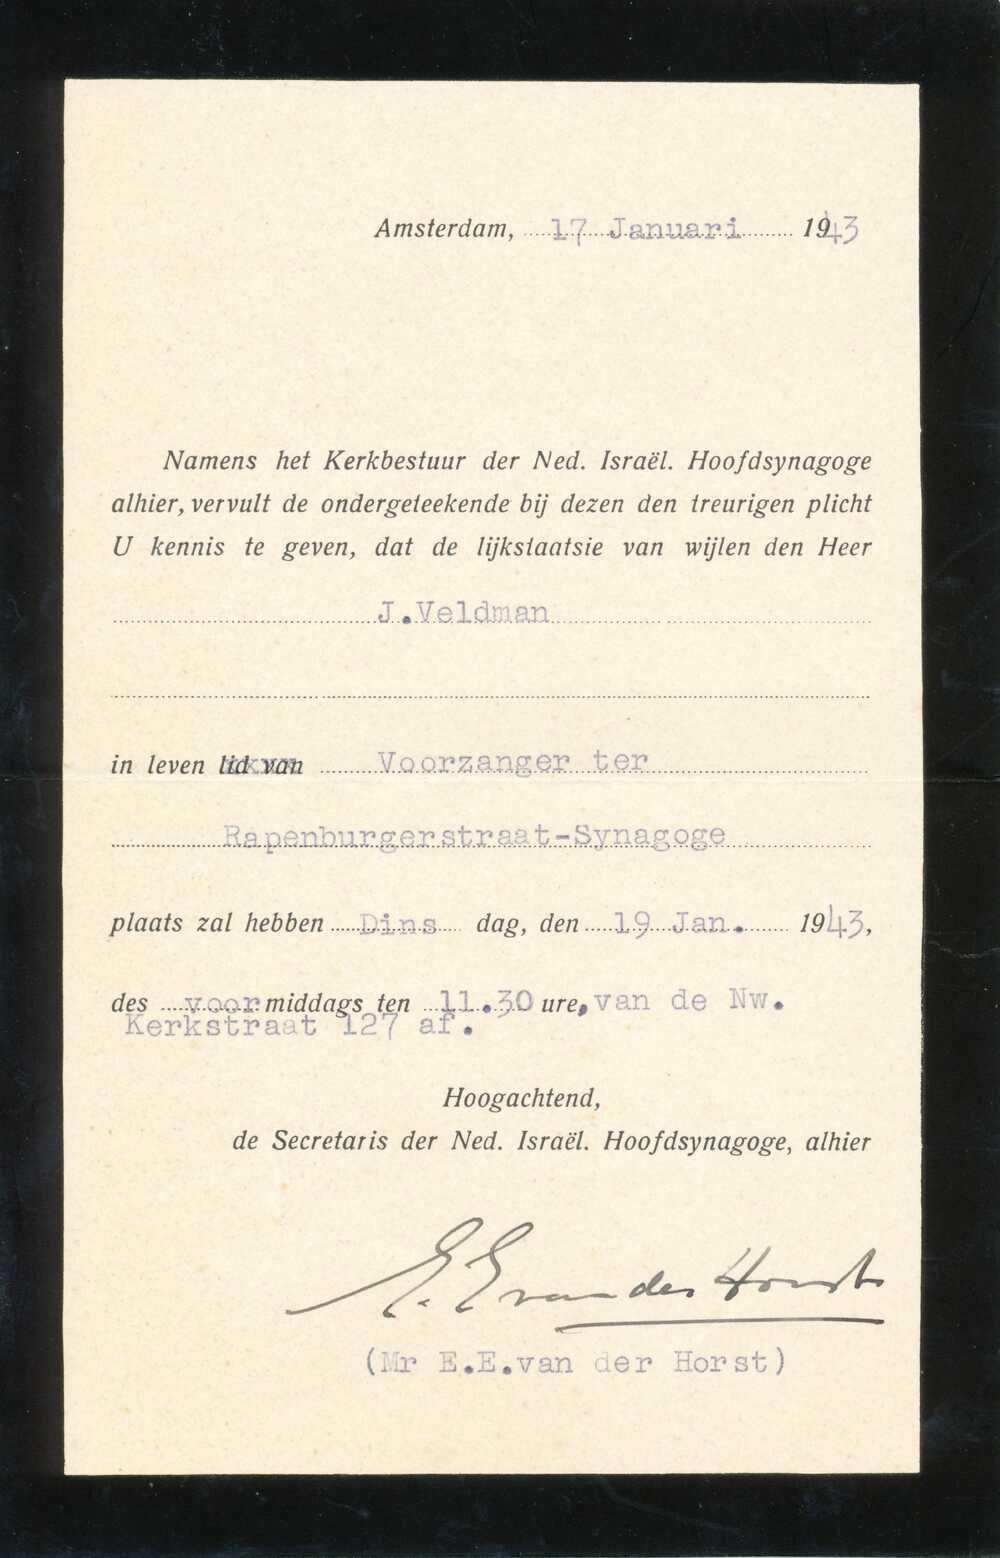 Amsterdam, 17 Januari 1943
Namens het Kerkbestuur der Ned. Israël. Hoofdsynagoge
alhier, vervult de ondergeteekende bij dezen den treurigen plicht
U kennis te geven, dat de lijkstaatsie van wijlen den Heer
J.Veldman
in leven lid van Voorzanger ter
Rapenburgerstraat-Synagoge
plaats zal hebben Dins dag, den 19 Jan. 1943,
des voor middags ten 11.30 ure, van de Nw.
Kerkstraat 127 af.
Hoogachtend,
de Secretaris der Ned. Israël. Hoofdsynagoge, alhier
E. E van der Horst
(Mr E.E.van der Horst)